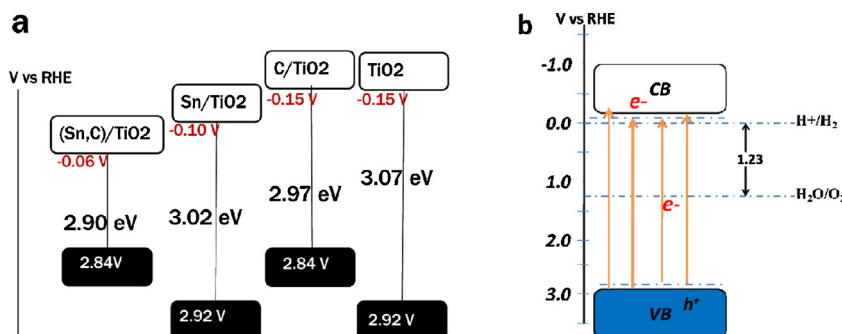 a
V vs RHE
(Sn,C)/TiO2
-0.06 V
2.90 eV
2.84V
Sn/TiO2
-0.10 V
3.02 eV
2.92 V
C/TiO2
-0.15 V
2.97 eV
2.84 V
TiO2
-0.15 V
3.07 eV
2.92 V
b
V vs RHE
-1.0
0.0
1.0
2.0
3.0
CB
e-
H+/H₂
1.23
H₂O/O₂
e-
VB
h⁺